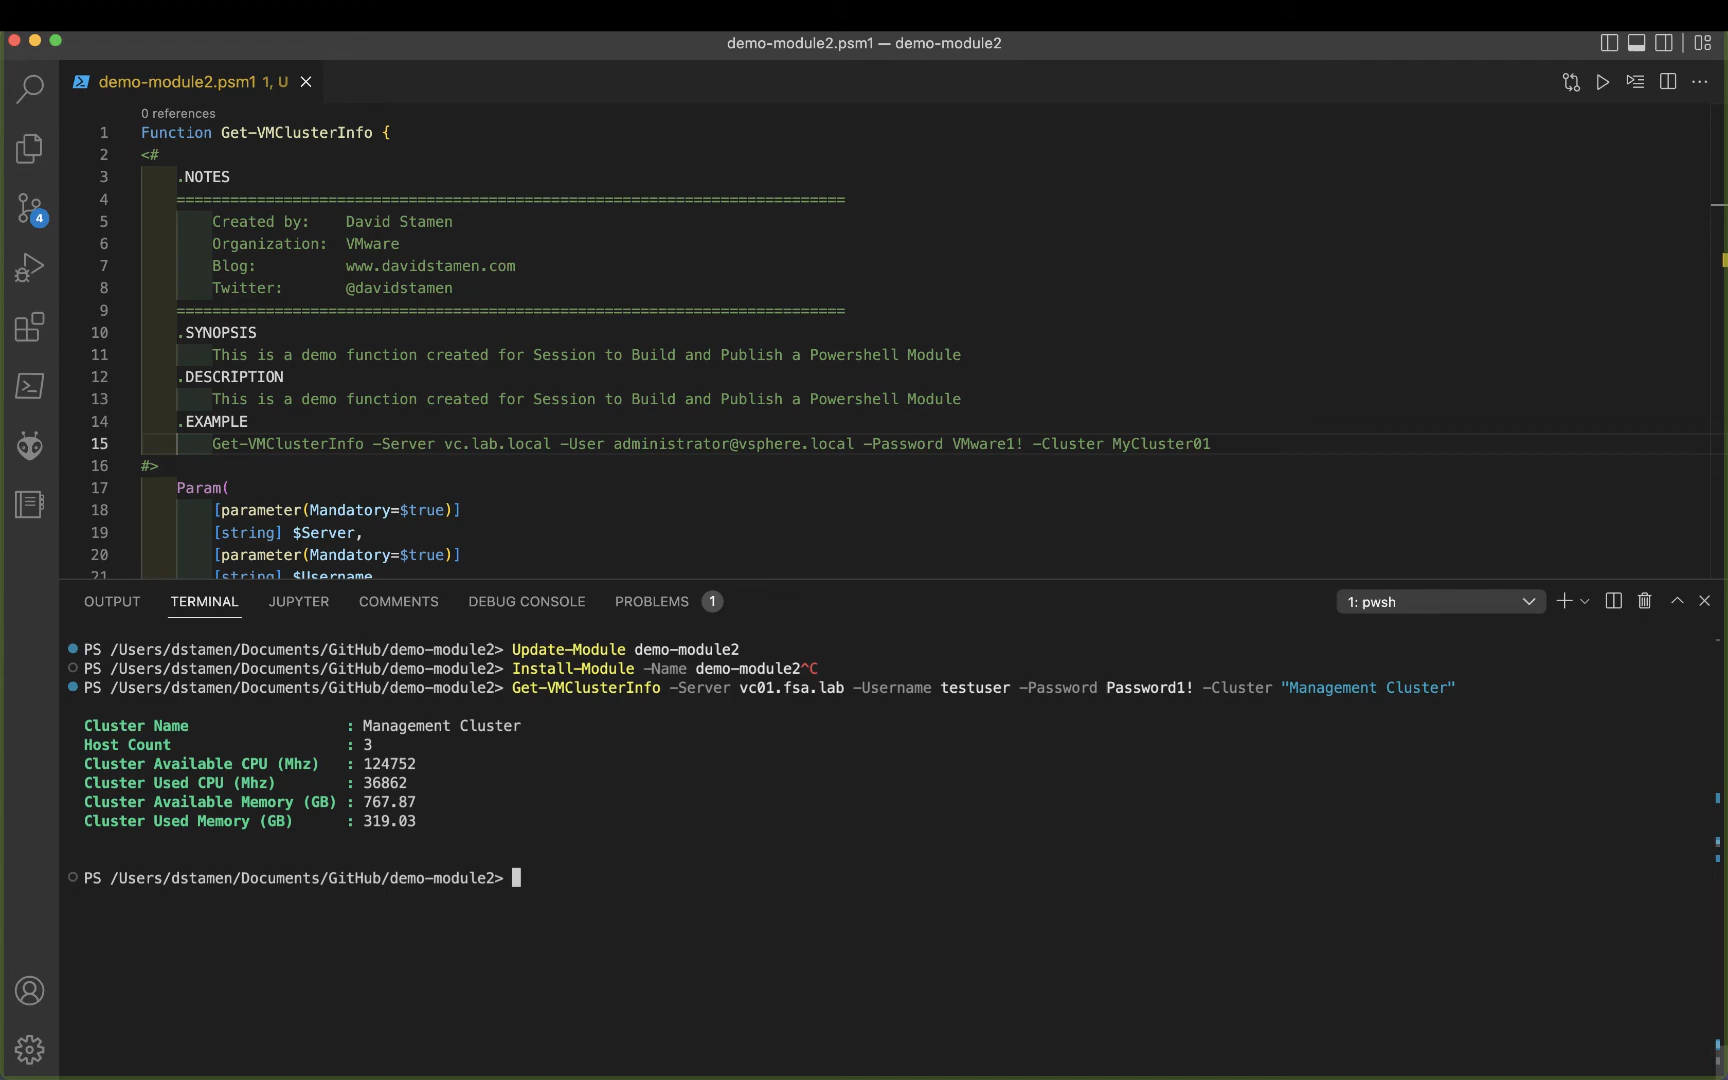 demo-module2.psm1 — demo-module2
demo-module2.psm1 1, U
0 references
1 Function Get-VMClusterInfo {
2 <#
3 .NOTES
4 ===========================================================================
5 Created by: David Stamen
6 Organization: VMware
7 Blog: www.davidstamen.com
8 Twitter: @davidstamen
9 ===========================================================================
10 .SYNOPSIS
11 This is a demo function created for Session to Build and Publish a Powershell Module
12 .DESCRIPTION
13 This is a demo function created for Session to Build and Publish a Powershell Module
14 .EXAMPLE
15 Get-VMClusterInfo -Server vc.lab.local -User administrator@vsphere.local -Password VMware1! -Cluster MyCluster01
16 #>
17 Param(
18 [parameter(Mandatory=$true)]
19 [string] $Server,
20 [parameter(Mandatory=$true)]
21 [string] $Username
4
OUTPUT TERMINAL JUPYTER COMMENTS DEBUG CONSOLE PROBLEMS 1 1: pwsh
PS /Users/dstamen/Documents/GitHub/demo-module2> Update-Module demo-module2
PS /Users/dstamen/Documents/GitHub/demo-module2> Install-Module -Name demo-module2^C
PS /Users/dstamen/Documents/GitHub/demo-module2> Get-VMClusterInfo -Server vc01.fsa.lab -Username testuser -Password Password1! -Cluster "Management Cluster"
Cluster Name : Management Cluster
Host Count : 3
Cluster Available CPU (Mhz) : 124752
Cluster Used CPU (Mhz) : 36862
Cluster Available Memory (GB) : 767.87
Cluster Used Memory (GB) : 319.03
PS /Users/dstamen/Documents/GitHub/demo-module2>